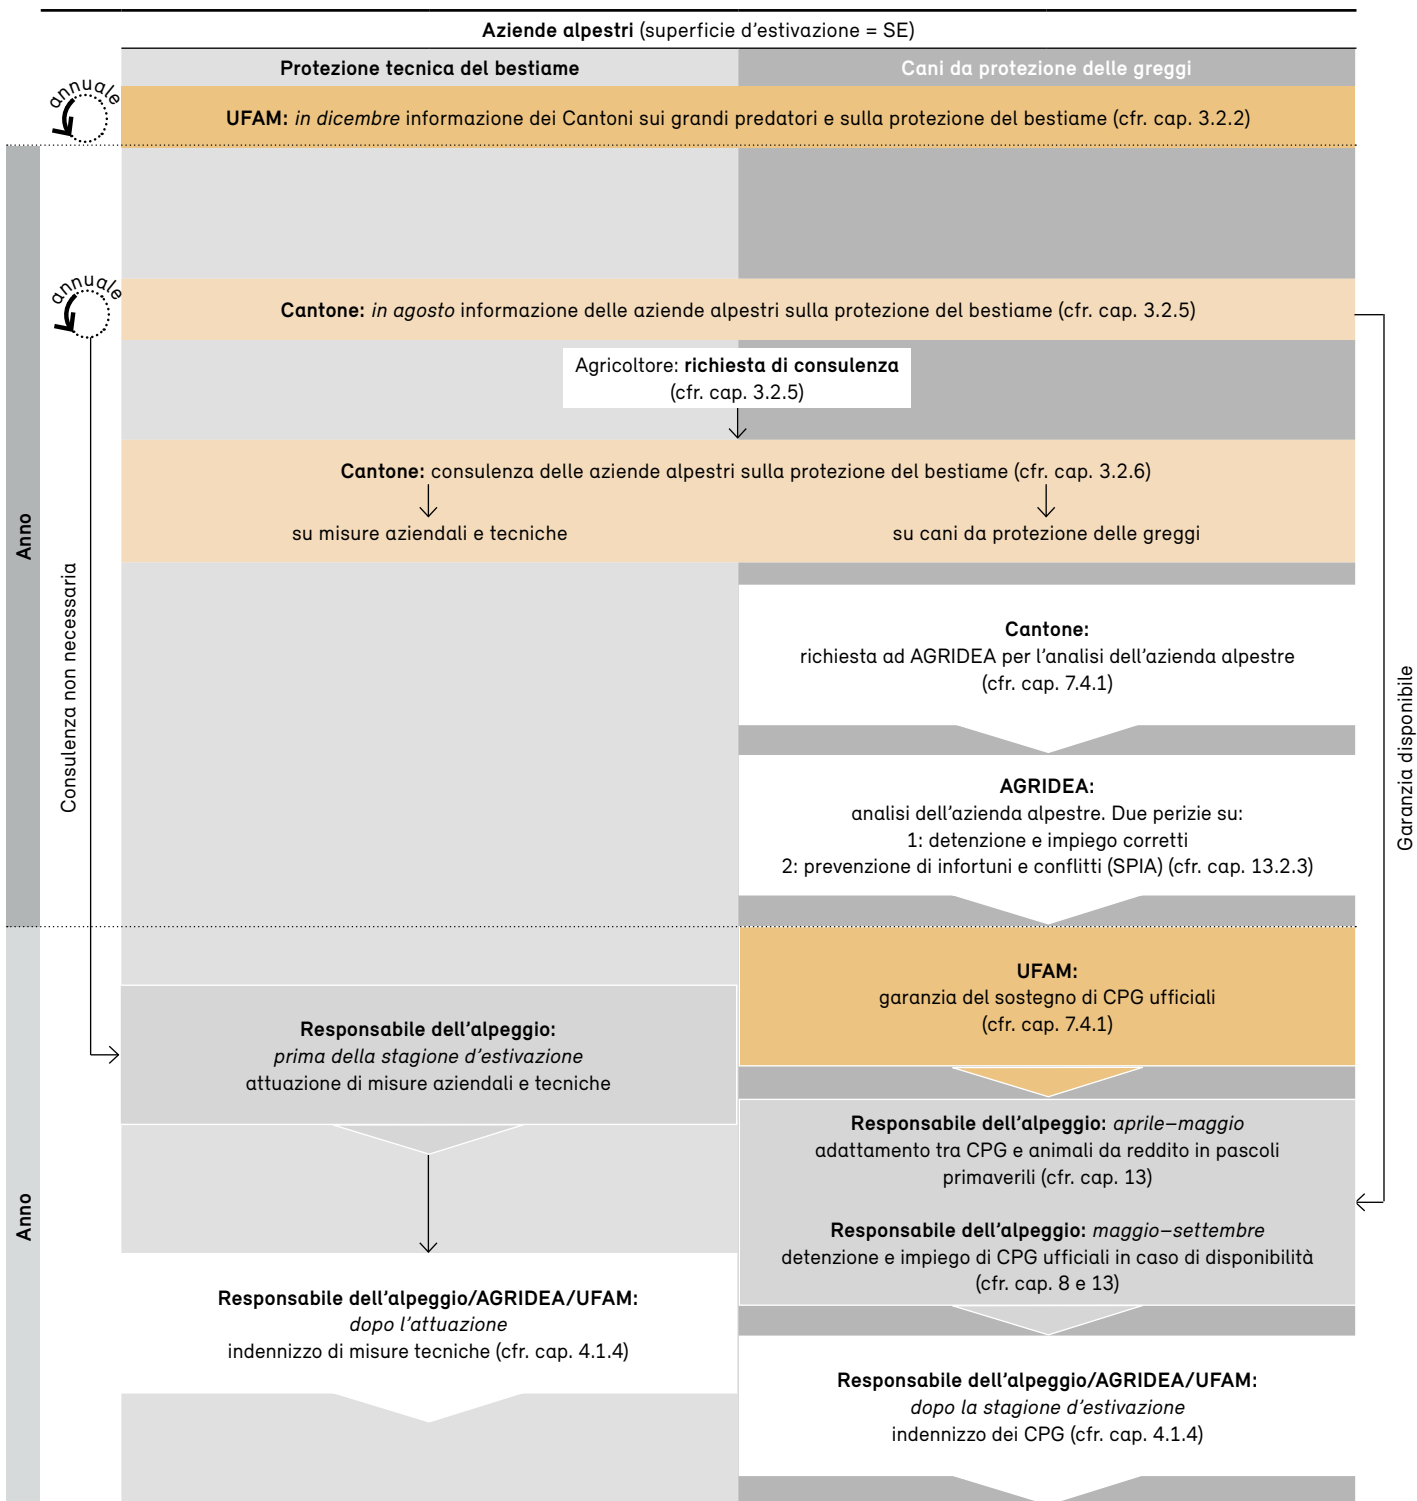 Aziende alpestri (superficie d'estivazione = SE)
Protezione tecnica del bestiame
Cani da protezione delle greggi
annuale
UFAM: in dicembre informazione dei Cantoni sui grandi predatori e sulla protezione del bestiame (cfr. cap. 3.2.2)
annuale
Cantone: in agosto informazione delle aziende alpestri sulla protezione del bestiame (cfr. cap. 3.2.5)
Agricoltore: richiesta di consulenza
(cfr. cap. 3.2.5)
Cantone: consulenza delle aziende alpestri sulla protezione del bestiame (cfr. cap. 3.2.6)
su misure aziendali e tecniche
su cani da protezione delle greggi
Anno
Consulenza non necessaria
Cantone:
richiesta ad AGRIDEA per l'analisi dell'azienda alpestre
(cfr. cap. 7.4.1)
Garanzia disponibile
AGRIDEA:
analisi dell'azienda alpestre. Due perizie su:
1: detenzione e impiego corretti
2: prevenzione di infortuni e conflitti (SPIA) (cfr. cap. 13.2.3)
UFAM:
garanzia del sostegno di CPG ufficiali
(cfr. cap. 7.4.1)
Responsabile dell'alpeggio:
prima della stagione d'estivazione
attuazione di misure aziendali e tecniche
Responsabile dell'alpeggio: aprile–maggio
adattamento tra CPG e animali da reddito in pascoli
primaverili (cfr. cap. 13)
Anno
Responsabile dell'alpeggio: maggio–settembre
detenzione e impiego di CPG ufficiali in caso di disponibilità
(cfr. cap. 8 e 13)
Responsabile dell'alpeggio/AGRIDEA/UFAM:
dopo l'attuazione
indennizzo di misure tecniche (cfr. cap. 4.1.4)
Responsabile dell'alpeggio/AGRIDEA/UFAM:
dopo la stagione d'estivazione
indennizzo dei CPG (cfr. cap. 4.1.4)